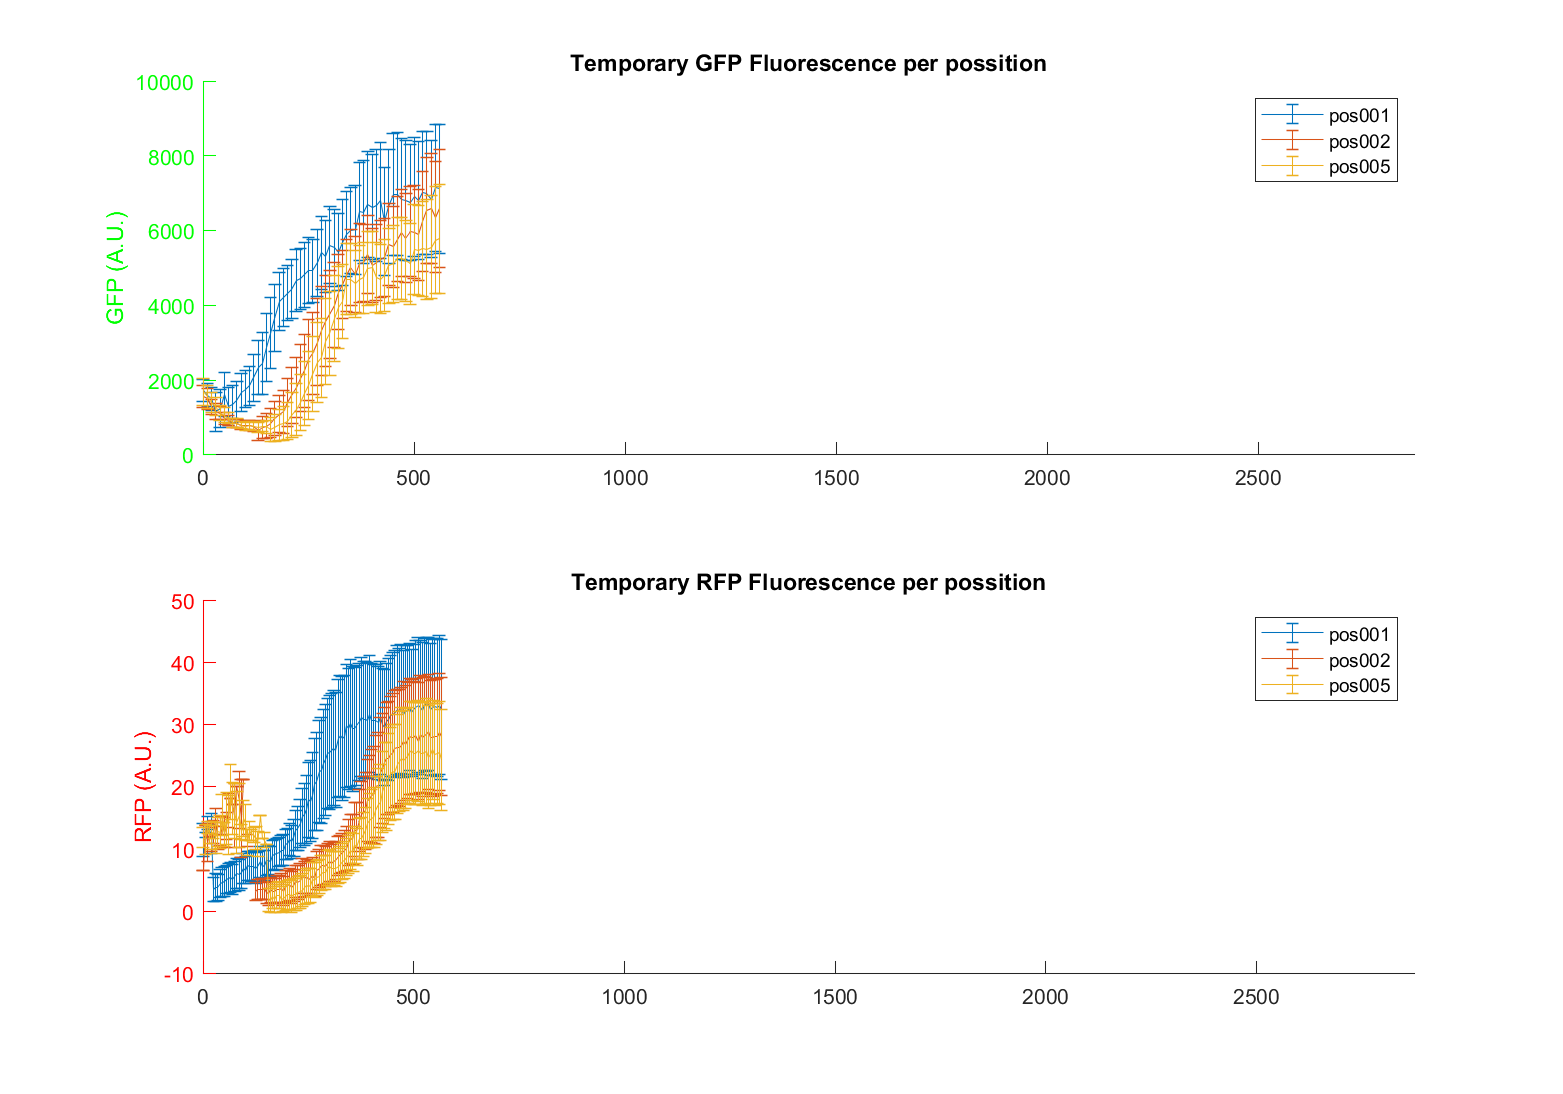 Temporary GFP Fluorescence per possition
10000
8000
6000
4000
2000
0
GFP (A.U.)
pos001
pos002
pos005
0 500 1000 1500 2000 2500
Temporary RFP Fluorescence per possition
50
40
30
20
10
0
-10
RFP (A.U.)
pos001
pos002
pos005
0 500 1000 1500 2000 2500